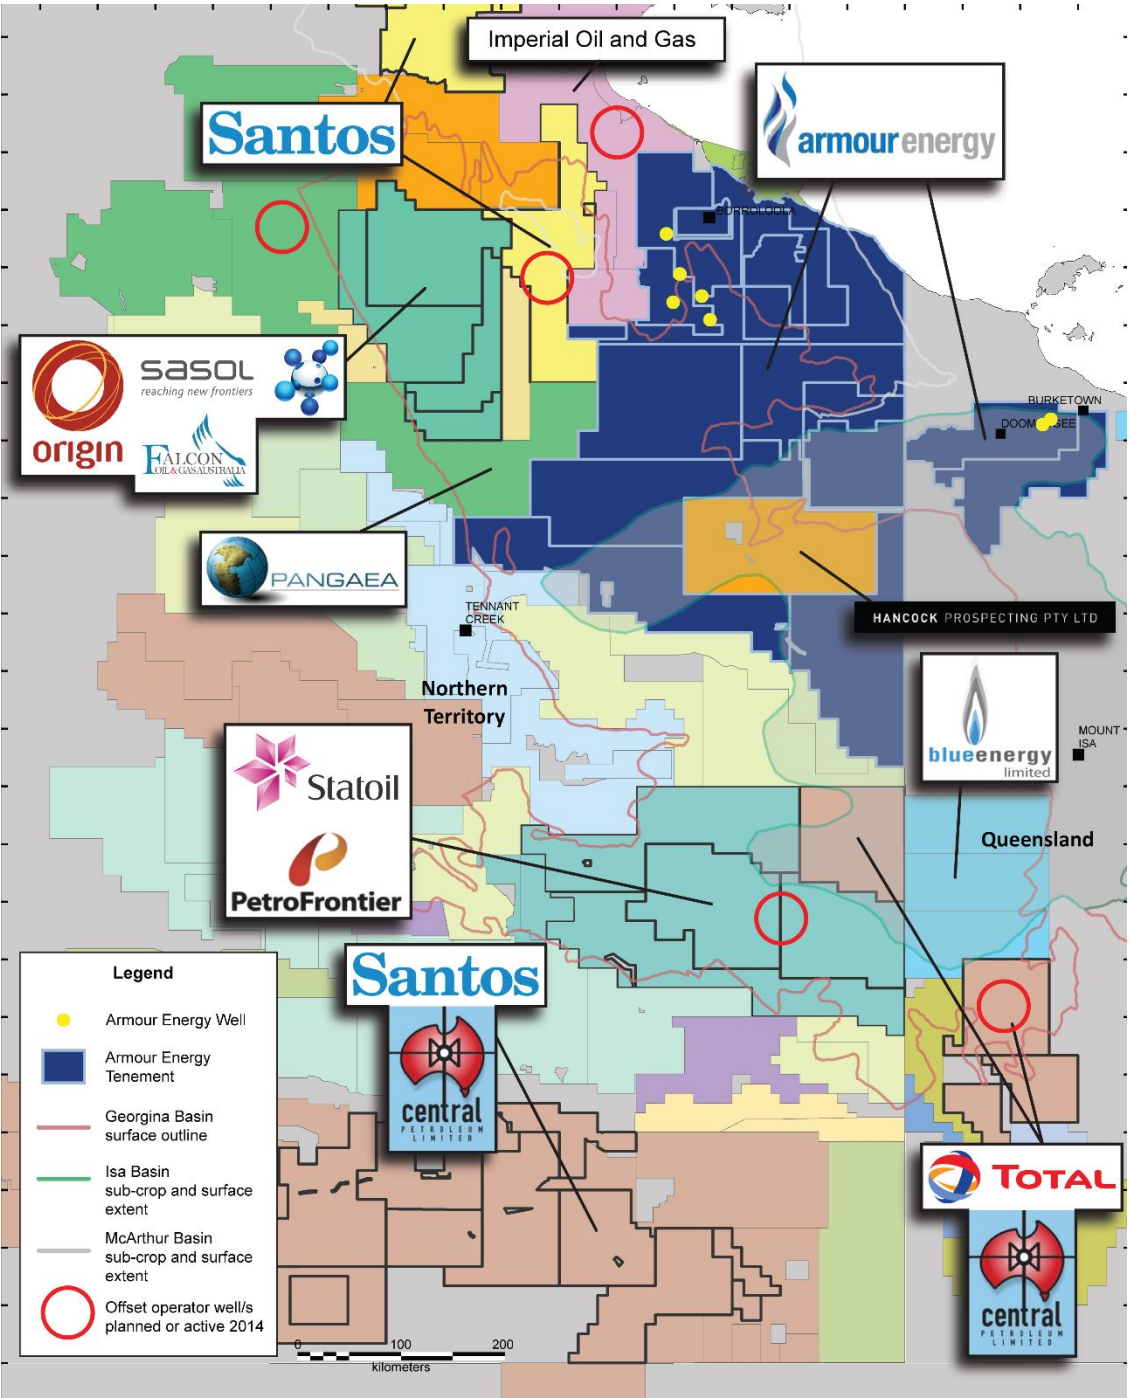 Imperial Oil and Gas
Santos
armour energy
BORROLOOLA
origin
sasol
reaching new frontiers
FALCON
OIL & GAS AUSTRALIA
BURKETOWN
PANGAEA
TENNANT
CREEK
HANCOCK PROSPECTING PTY LTD
Northern
Territory
blueenergy
limited
MOUNT
ISA
Statoil
PetroFrontier
Queensland
Santos
central
PETROLEUM
LIMITED
Legend
Armour Energy Well
Armour Energy
Tenement
Georgina Basin
surface outline
Isa Basin
sub-crop and surface
extent
McArthur Basin
sub-crop and surface
extent
Offset operator well/s
planned or active 2014
0 100 200
kilometers
TOTAL
central
PETROLEUM
LIMITED